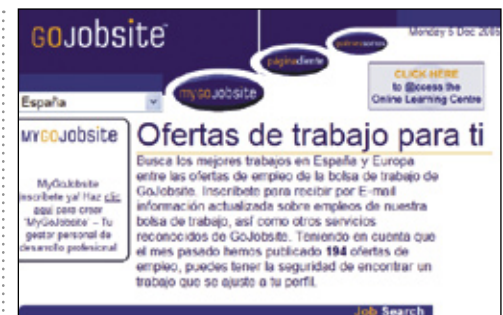 GOJobsite
Monday 5 Dec 2005
páginacliente
mygojobsite
CLICK HERE
to @ccess the
Online Learning Centre
España
MYGOJobsite
Ofertas de trabajo para ti
Busca los mejores trabajos en España y Europa
entre las ofertas de empleo de la bolsa de trabajo de
GoJobsite. Inscríbete para recibir por E-mail
información actualizada sobre empleos de nuestra
bolsa de trabajo, así como otros servicios
reconocidos de GoJobsite. Teniendo en cuenta que
el mes pasado hemos publicado 194 ofertas de
empleo, puedes tener la seguridad de encontrar un
trabajo que se ajuste a tu perfil.
MyGoJobsite
inscríbete ya! Haz clic
aquí para crear
'MyGoJobsite' – Tu
gestor personal de
desarrollo profesional
Job Search